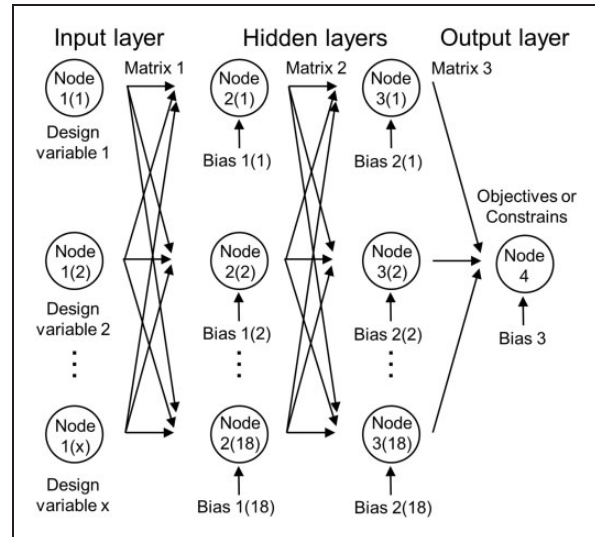 Input layer
Hidden layers
Output layer
Node
1(1)
Matrix 1
Node
2(1)
Matrix 2
Node
3(1)
Matrix 3
Design
variable 1
Bias 1(1)
Bias 2(1)
Objectives or
Constrains
Node
1(2)
Node
2(2)
Node
3(2)
Node
4
Design
variable 2
Bias 1(2)
Bias 2(2)
Bias 3
Node
1(x)
Node
2(18)
Node
3(18)
Design
variable x
Bias 1(18)
Bias 2(18)